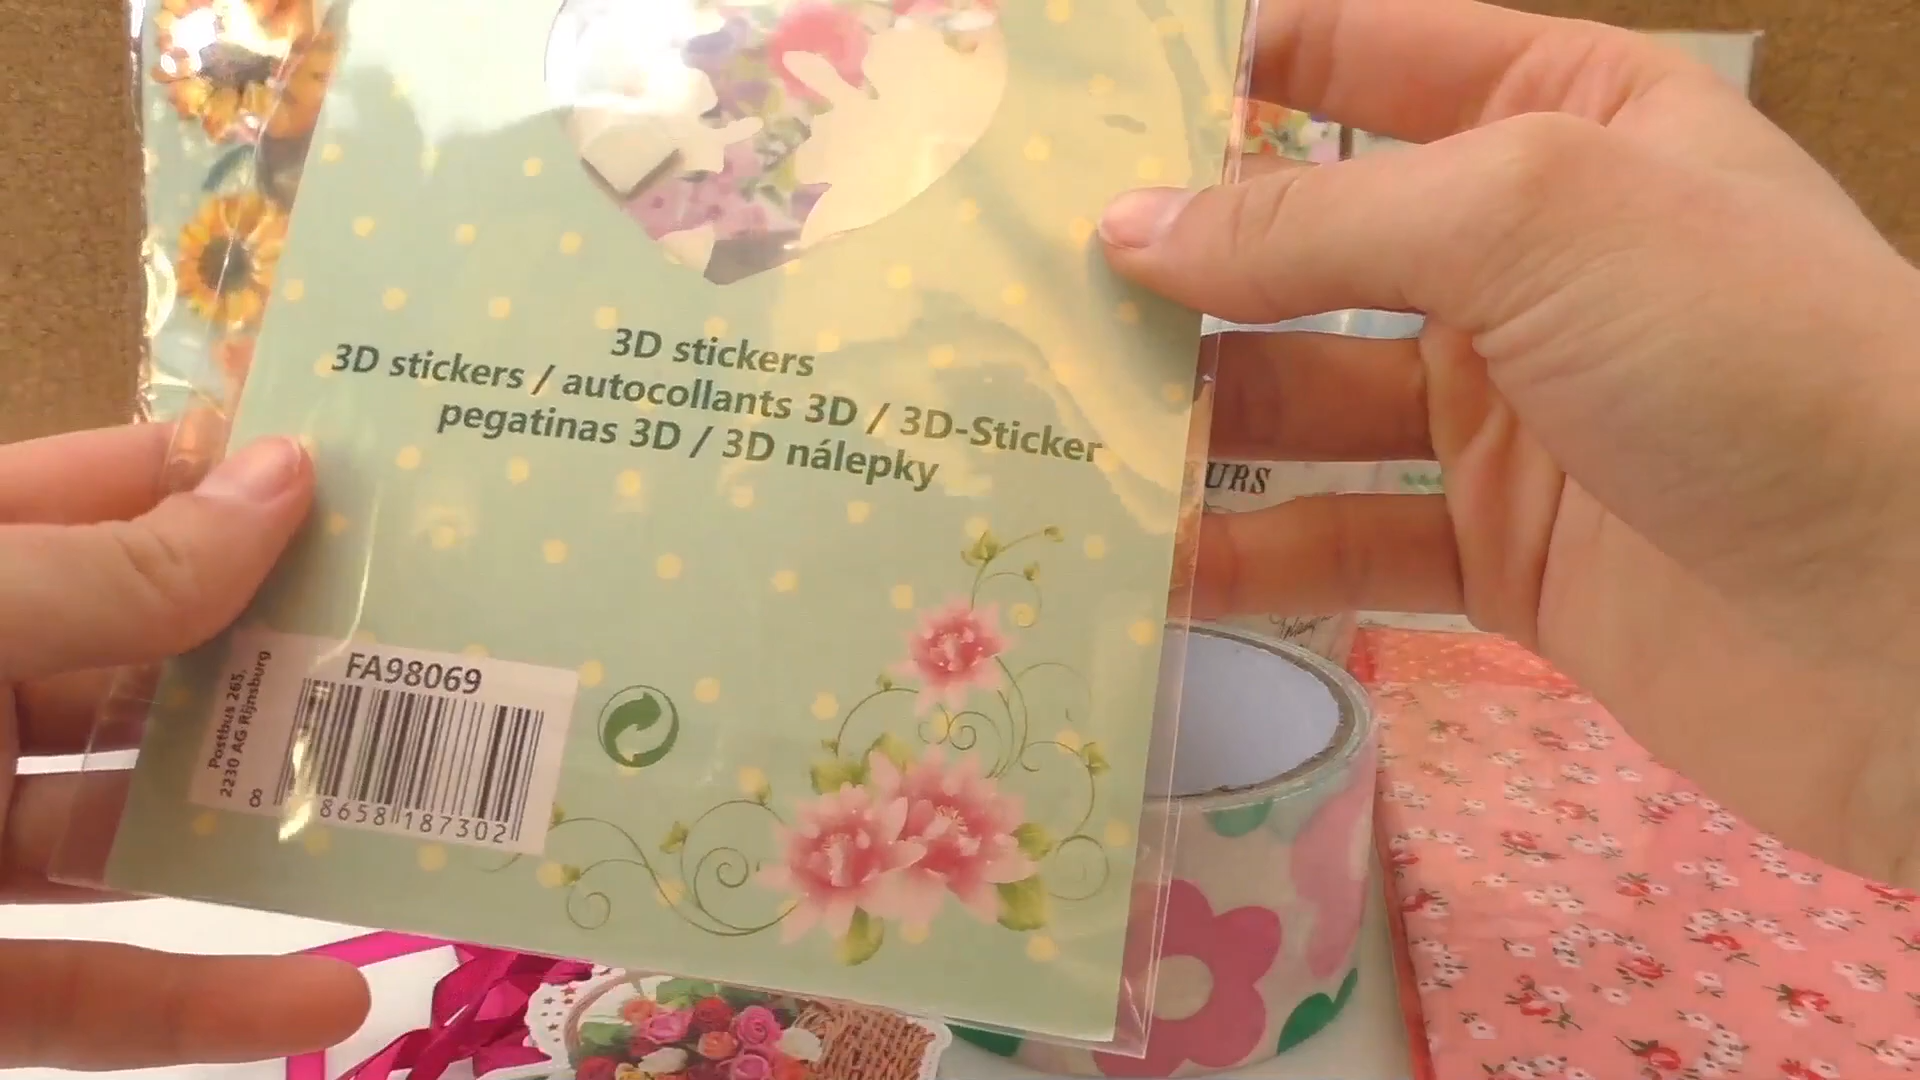 3D stickers
3D stickers / autocollants 3D / 3D-Sticker
pegatinas 3D / 3D nálepky
URS
FA98069
Postbus 265,
2230 AG Rijnsburg
8
8658 187302